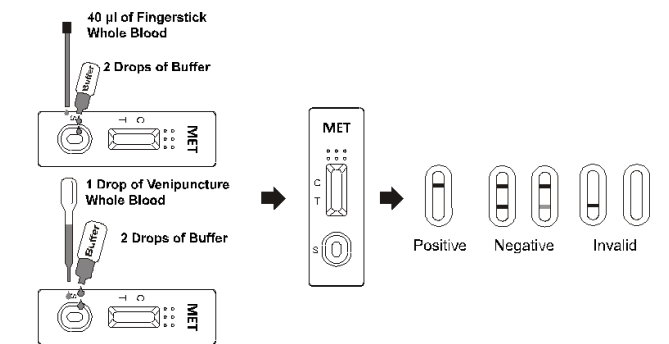 40 µl of Fingerstick
Whole Blood
2 Drops of Buffer
Buffer
S
T C
MET
1 Drop of Venipuncture
Whole Blood
2 Drops of Buffer
Buffer
S
T C
MET
MET
C
T
S
Positive Negative Invalid